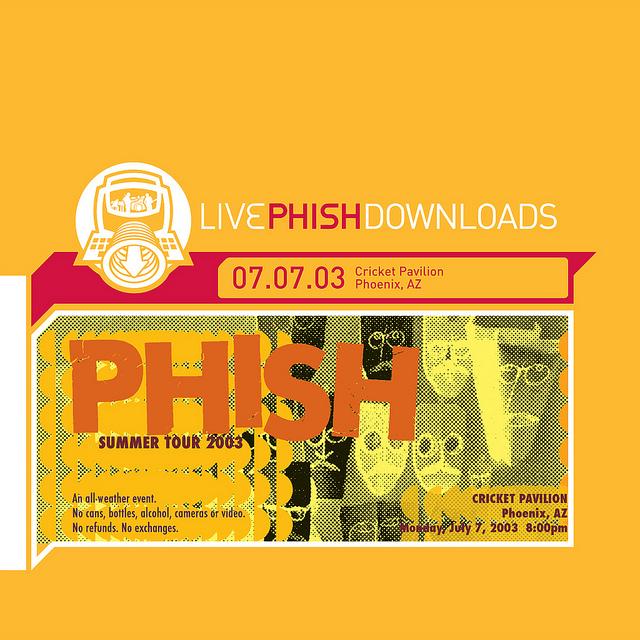 LIVEPHISHDOWNLOADS
07.07.03
Cricket Pavilion
Phoenix, AZ
PHISH
SUMMER TOUR 2003
An all-weather event.
No cans, bottles, alcohol, cameras or video.
No refunds. No exchanges.
CRICKET PAVILION
Phoenix, AZ
Monday, July 7, 2003 8:00pm